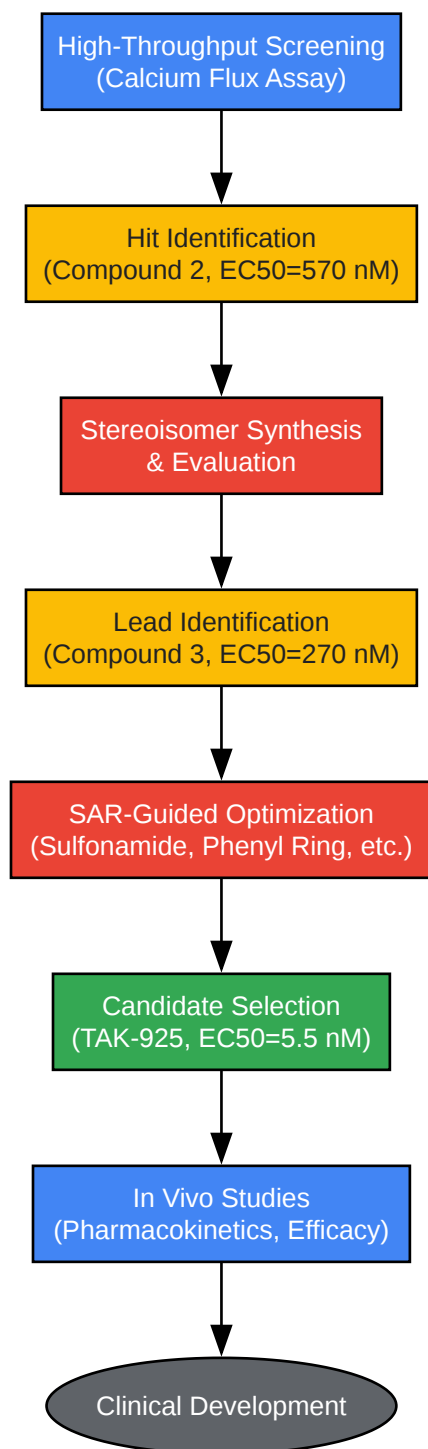 High-Throughput Screening
(Calcium Flux Assay)
Hit Identification
(Compound 2, EC50=570 nM)
Stereoisomer Synthesis
& Evaluation
Lead Identification
(Compound 3, EC50=270 nM)
SAR-Guided Optimization
(Sulfonamide, Phenyl Ring, etc.)
Candidate Selection
(TAK-925, EC50=5.5 nM)
In Vivo Studies
(Pharmacokinetics, Efficacy)
Clinical Development